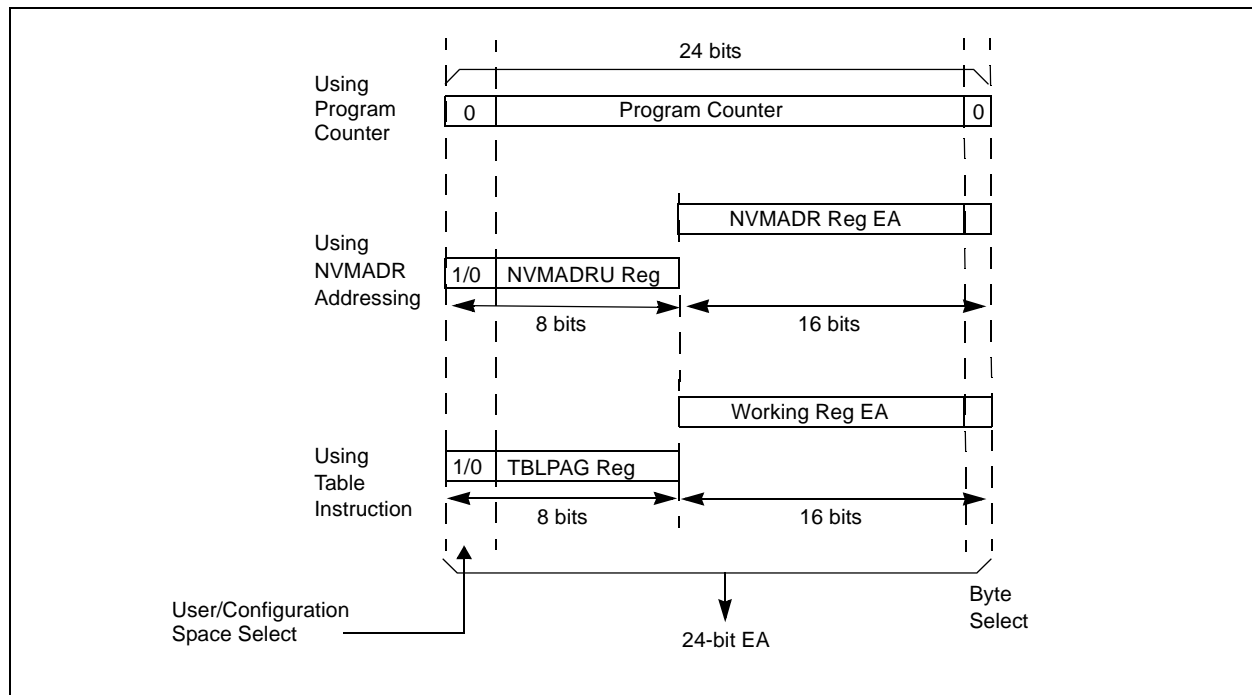 24 bits
Using
Program
Counter
0
Program Counter
0
NVMADR Reg EA
Using
NVMADR
Addressing
1/0
NVMADRU Reg
8 bits
16 bits
Working Reg EA
Using
Table
Instruction
1/0
TBLPAG Reg
8 bits
16 bits
User/Configuration
Space Select
24-bit EA
Byte
Select